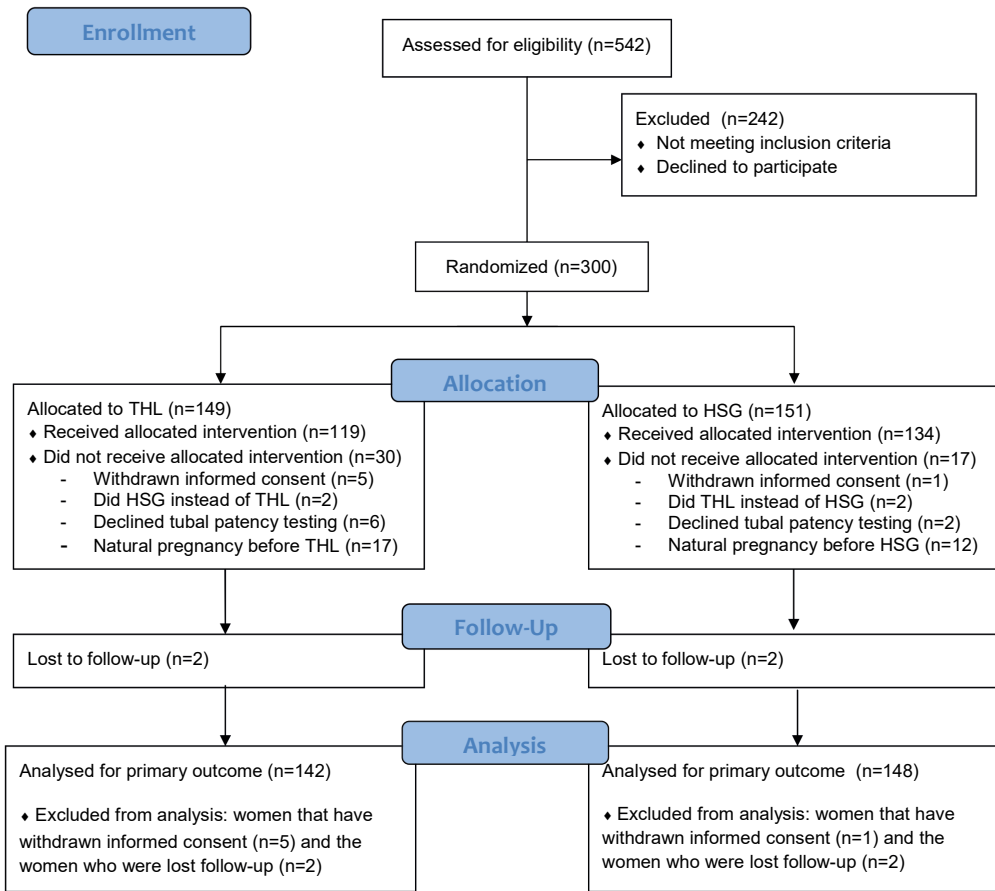 Enrollment
Assessed for eligibility (n=542)
Excluded (n=242)
♦ Not meeting inclusion criteria
♦ Declined to participate
Randomized (n=300)
Allocation
Allocated to THL (n=149)
♦ Received allocated intervention (n=119)
♦ Did not receive allocated intervention (n=30)
- Withdrawn informed consent (n=5)
- Did HSG instead of THL (n=2)
- Declined tubal patency testing (n=6)
- Natural pregnancy before THL (n=17)
Allocated to HSG (n=151)
♦ Received allocated intervention (n=134)
♦ Did not receive allocated intervention (n=17)
- Withdrawn informed consent (n=1)
- Did THL instead of HSG (n=2)
- Declined tubal patency testing (n=2)
- Natural pregnancy before HSG (n=12)
Follow-Up
Lost to follow-up (n=2)
Lost to follow-up (n=2)
Analysis
Analysed for primary outcome (n=142)
♦ Excluded from analysis: women that have
withdrawn informed consent (n=5) and the
women who were lost follow-up (n=2)
Analysed for primary outcome (n=148)
♦ Excluded from analysis: women that have
withdrawn informed consent (n=1) and the
women who were lost follow-up (n=2)